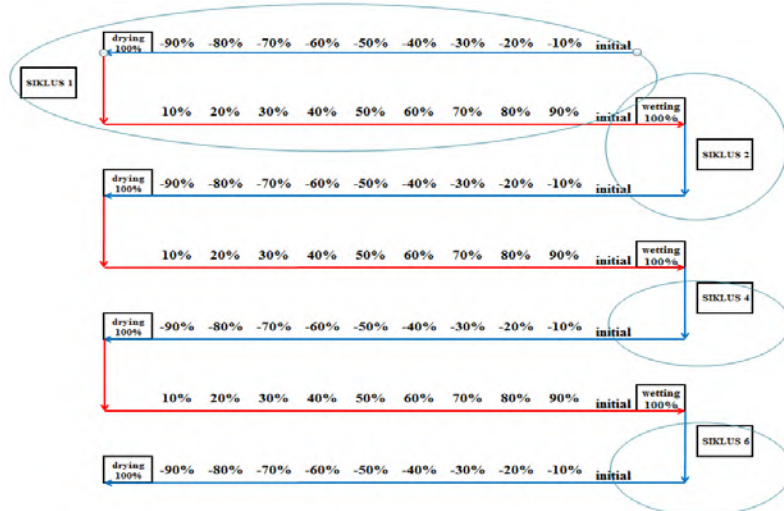 drying
100%
-90% -80% -70% -60% -50% -40% -30% -20% -10% initial
SIKLUS 1
10% 20% 30% 40% 50% 60% 70% 80% 90% initial
wetting
100%
SIKLUS 2
drying
100%
-90% -80% -70% -60% -50% -40% -30% -20% -10% initial
10% 20% 30% 40% 50% 60% 70% 80% 90% initial
wetting
100%
SIKLUS 4
drying
100%
-90% -80% -70% -60% -50% -40% -30% -20% -10% initial
10% 20% 30% 40% 50% 60% 70% 80% 90% initial
wetting
100%
SIKLUS 6
drying
100%
-90% -80% -70% -60% -50% -40% -30% -20% -10% initial